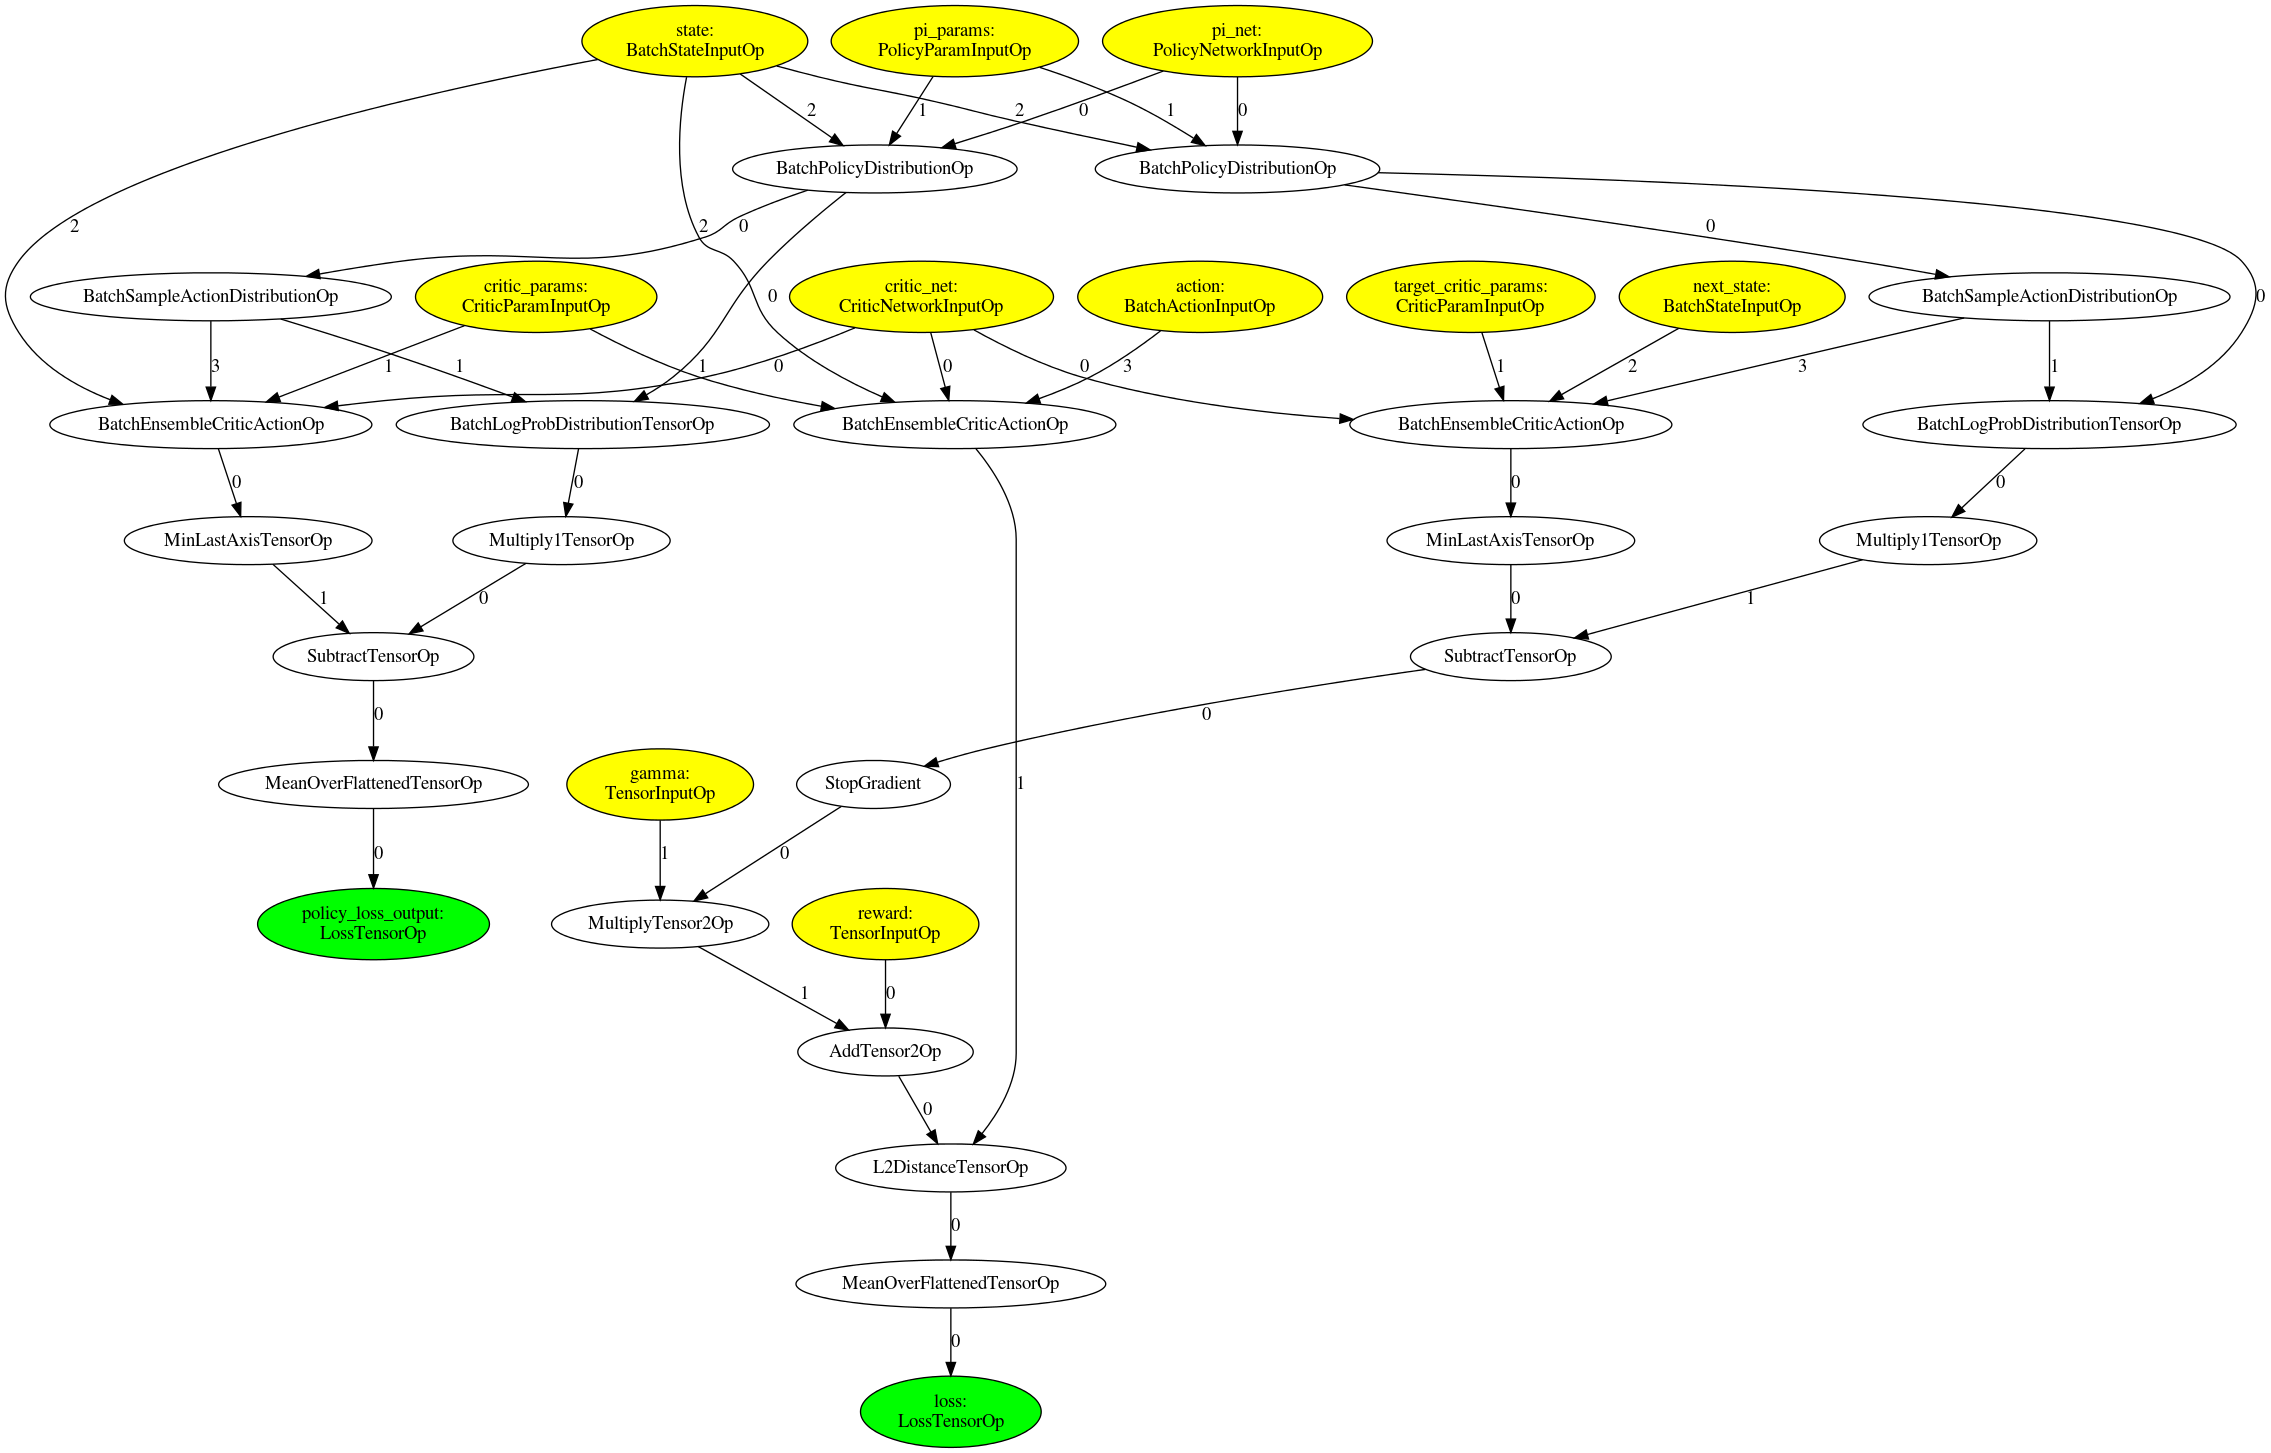 state:
BatchStateInputOp
pi_params:
PolicyParamInputOp
pi_net:
PolicyNetworkInputOp
2
1
2
0
1
0
BatchPolicyDistributionOp
BatchPolicyDistributionOp
2
2
0
0
BatchSampleActionDistributionOp
critic_params:
CriticParamInputOp
0
critic_net:
CriticNetworkInputOp
action:
BatchActionInputOp
target_critic_params:
CriticParamInputOp
next_state:
BatchStateInputOp
BatchSampleActionDistributionOp
0
3
1
1
1
0
0
0
3
1
2
3
1
BatchEnsembleCriticActionOp
BatchLogProbDistributionTensorOp
BatchEnsembleCriticActionOp
BatchEnsembleCriticActionOp
BatchLogProbDistributionTensorOp
0
0
0
0
MinLastAxisTensorOp
Multiply1TensorOp
MinLastAxisTensorOp
Multiply1TensorOp
1
0
0
1
SubtractTensorOp
SubtractTensorOp
0
0
MeanOverFlattenedTensorOp
gamma:
TensorInputOp
StopGradient
1
0
1
0
policy_loss_output:
LossTensorOp
MultiplyTensor2Op
reward:
TensorInputOp
1
0
AddTensor2Op
0
L2DistanceTensorOp
0
MeanOverFlattenedTensorOp
0
loss:
LossTensorOp